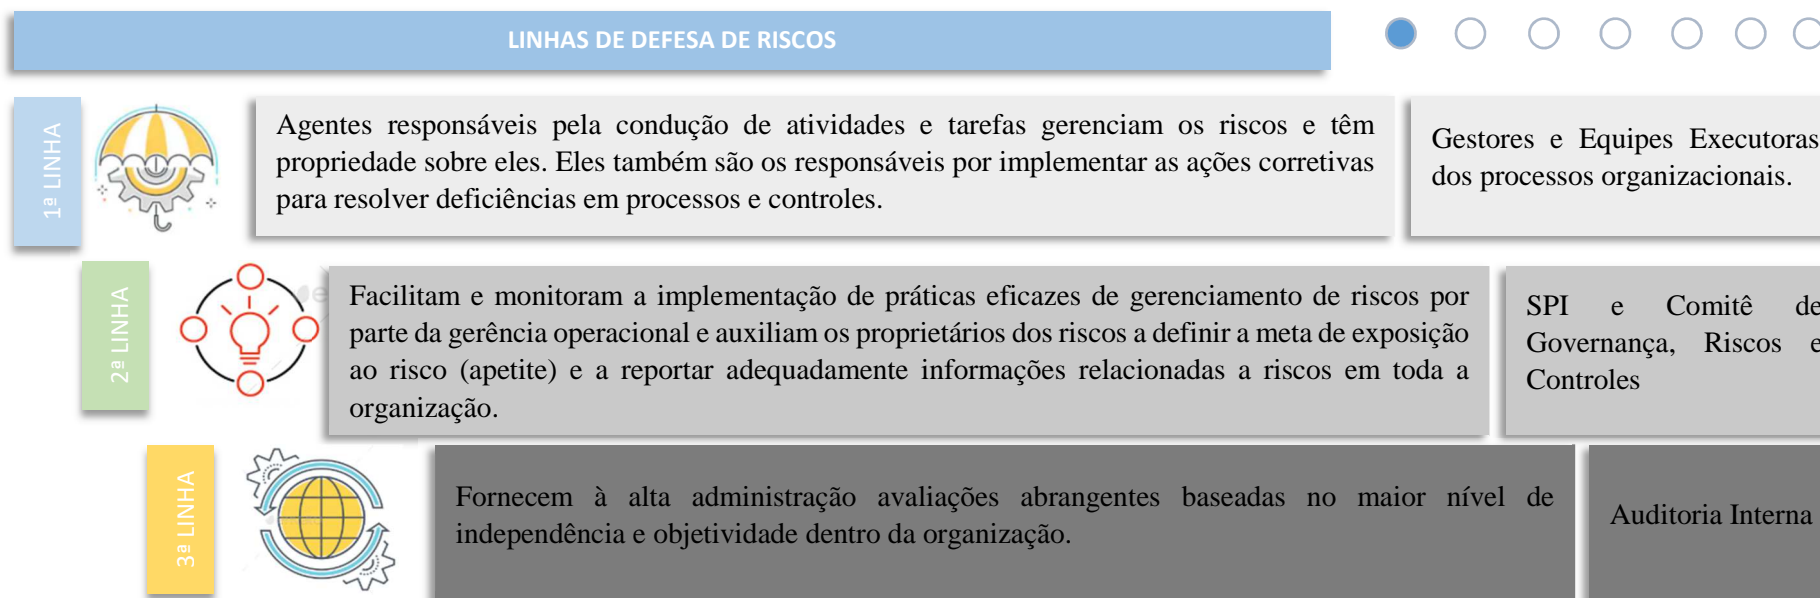 LINHAS DE DEFESA DE RISCOS
1ª LINHA
Agentes responsáveis pela condução de atividades e tarefas gerenciam os riscos e têm
propriedade sobre eles. Eles também são os responsáveis por implementar as ações corretivas
para resolver deficiências em processos e controles.
Gestores e Equipes Executoras
dos processos organizacionais.
2ª LINHA
Facilitam e monitoram a implementação de práticas eficazes de gerenciamento de riscos por
parte da gerência operacional e auxiliam os proprietários dos riscos a definir a meta de exposição
ao risco (apetite) e a reportar adequadamente informações relacionadas a riscos em toda a
organização.
SPI e Comitê de
Governança, Riscos e
Controles
3ª LINHA
Fornecem à alta administração avaliações abrangentes baseadas no maior nível de
independência e objetividade dentro da organização.
Auditoria Interna